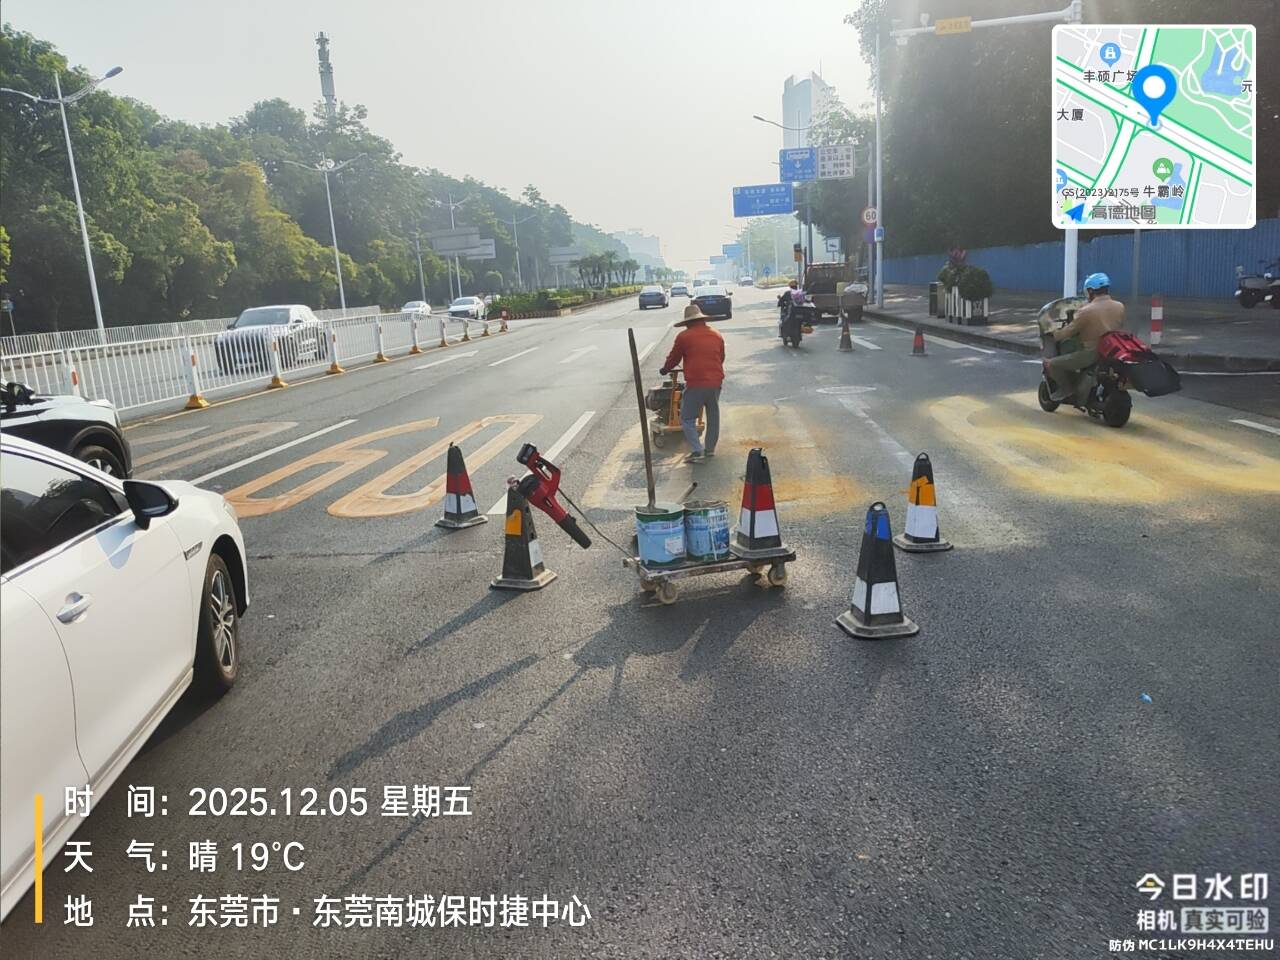 丰硕广场
元
大厦
GS(2023)2175号
牛霸岭
高德地图
60
60
时 间: 2025.12.05 星期五
天 气: 晴 19°C
地 点: 东莞市·东莞南城保时捷中心
今日水印
相机 真实可验
防伪 MC1LK9H4X4TEHU